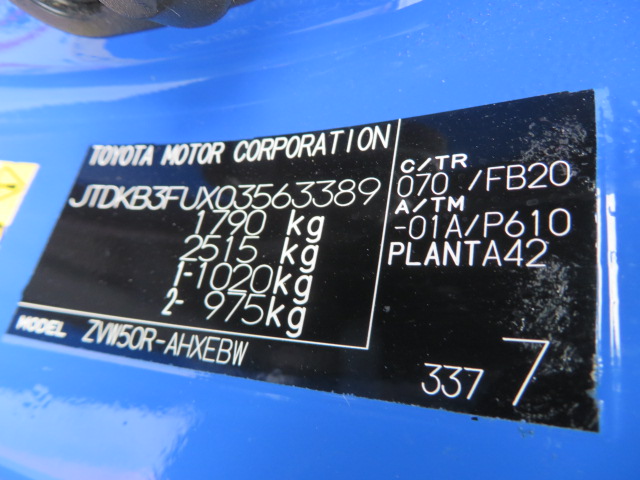 TOYOTA MOTOR CORPORATION
JTDKB3FUX03563389
1790 kg
2515 kg
1-1020kg
2- 975kg
C/TR
070 /FB20
A/TM
-01A/P610
PLANTA42
MODEL ZVW50R-AHXEBW
337 7